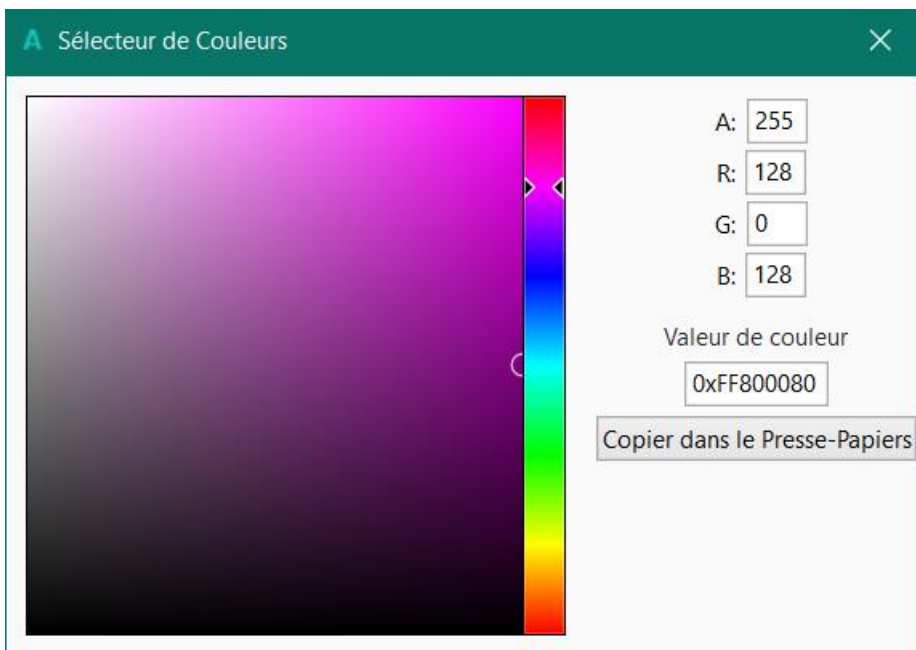 A Sélecteur de Couleurs
A: 255
R: 128
G: 0
B: 128
Valeur de couleur
0xFF800080
Copier dans le Presse-Papiers